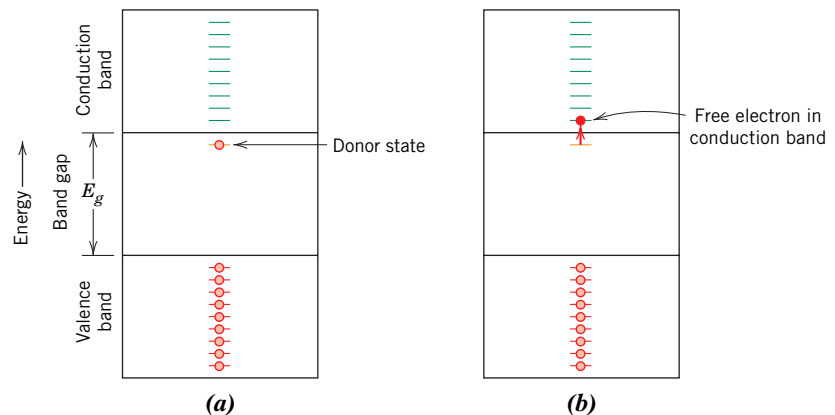 Conduction
band
Donor state
Free electron in
conduction band
Energy
Band gap
E_g
Valence
band
(a)
(b)